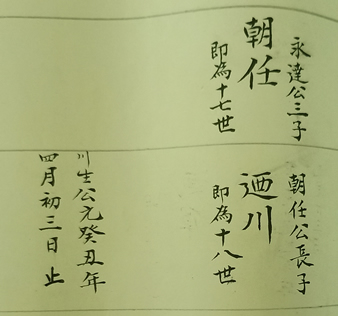 永達公三子
朝任
即為十七世
朝任公長子
迺川
即為十八世
川生公元癸丑年
四月初三日止